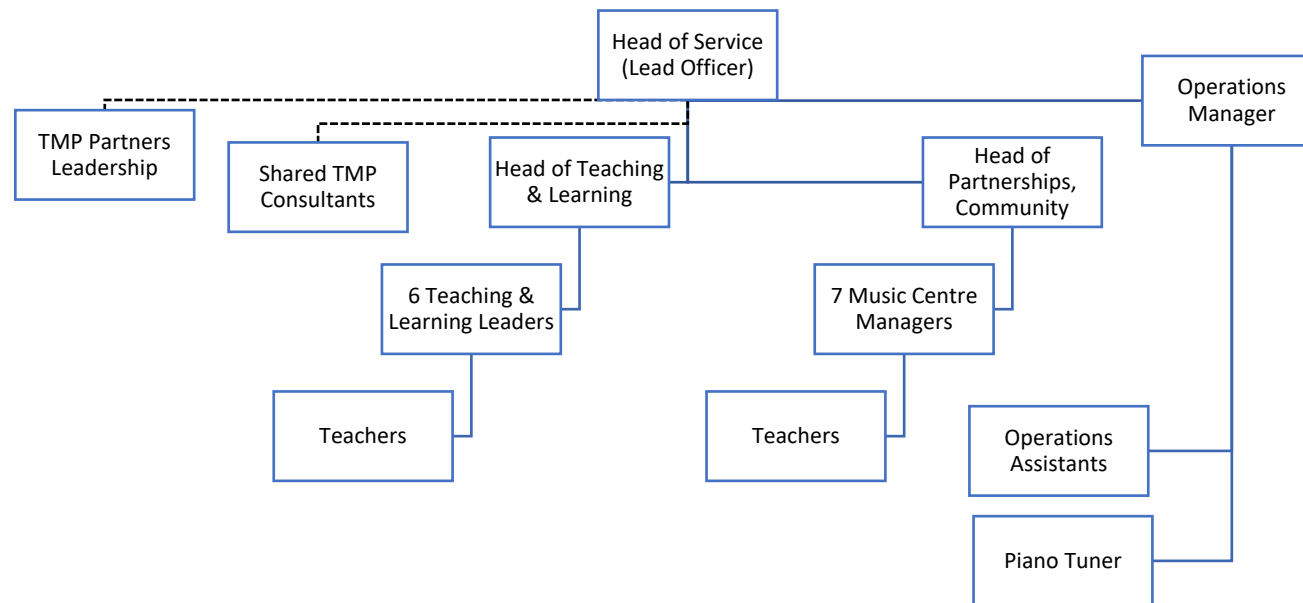 Head of Service
(Lead Officer)
Operations
Manager
TMP Partners
Leadership
Shared TMP
Consultants
Head of Teaching
& Learning
Head of
Partnerships,
Community
6 Teaching &
Learning Leaders
7 Music Centre
Managers
Teachers
Teachers
Operations
Assistants
Piano Tuner